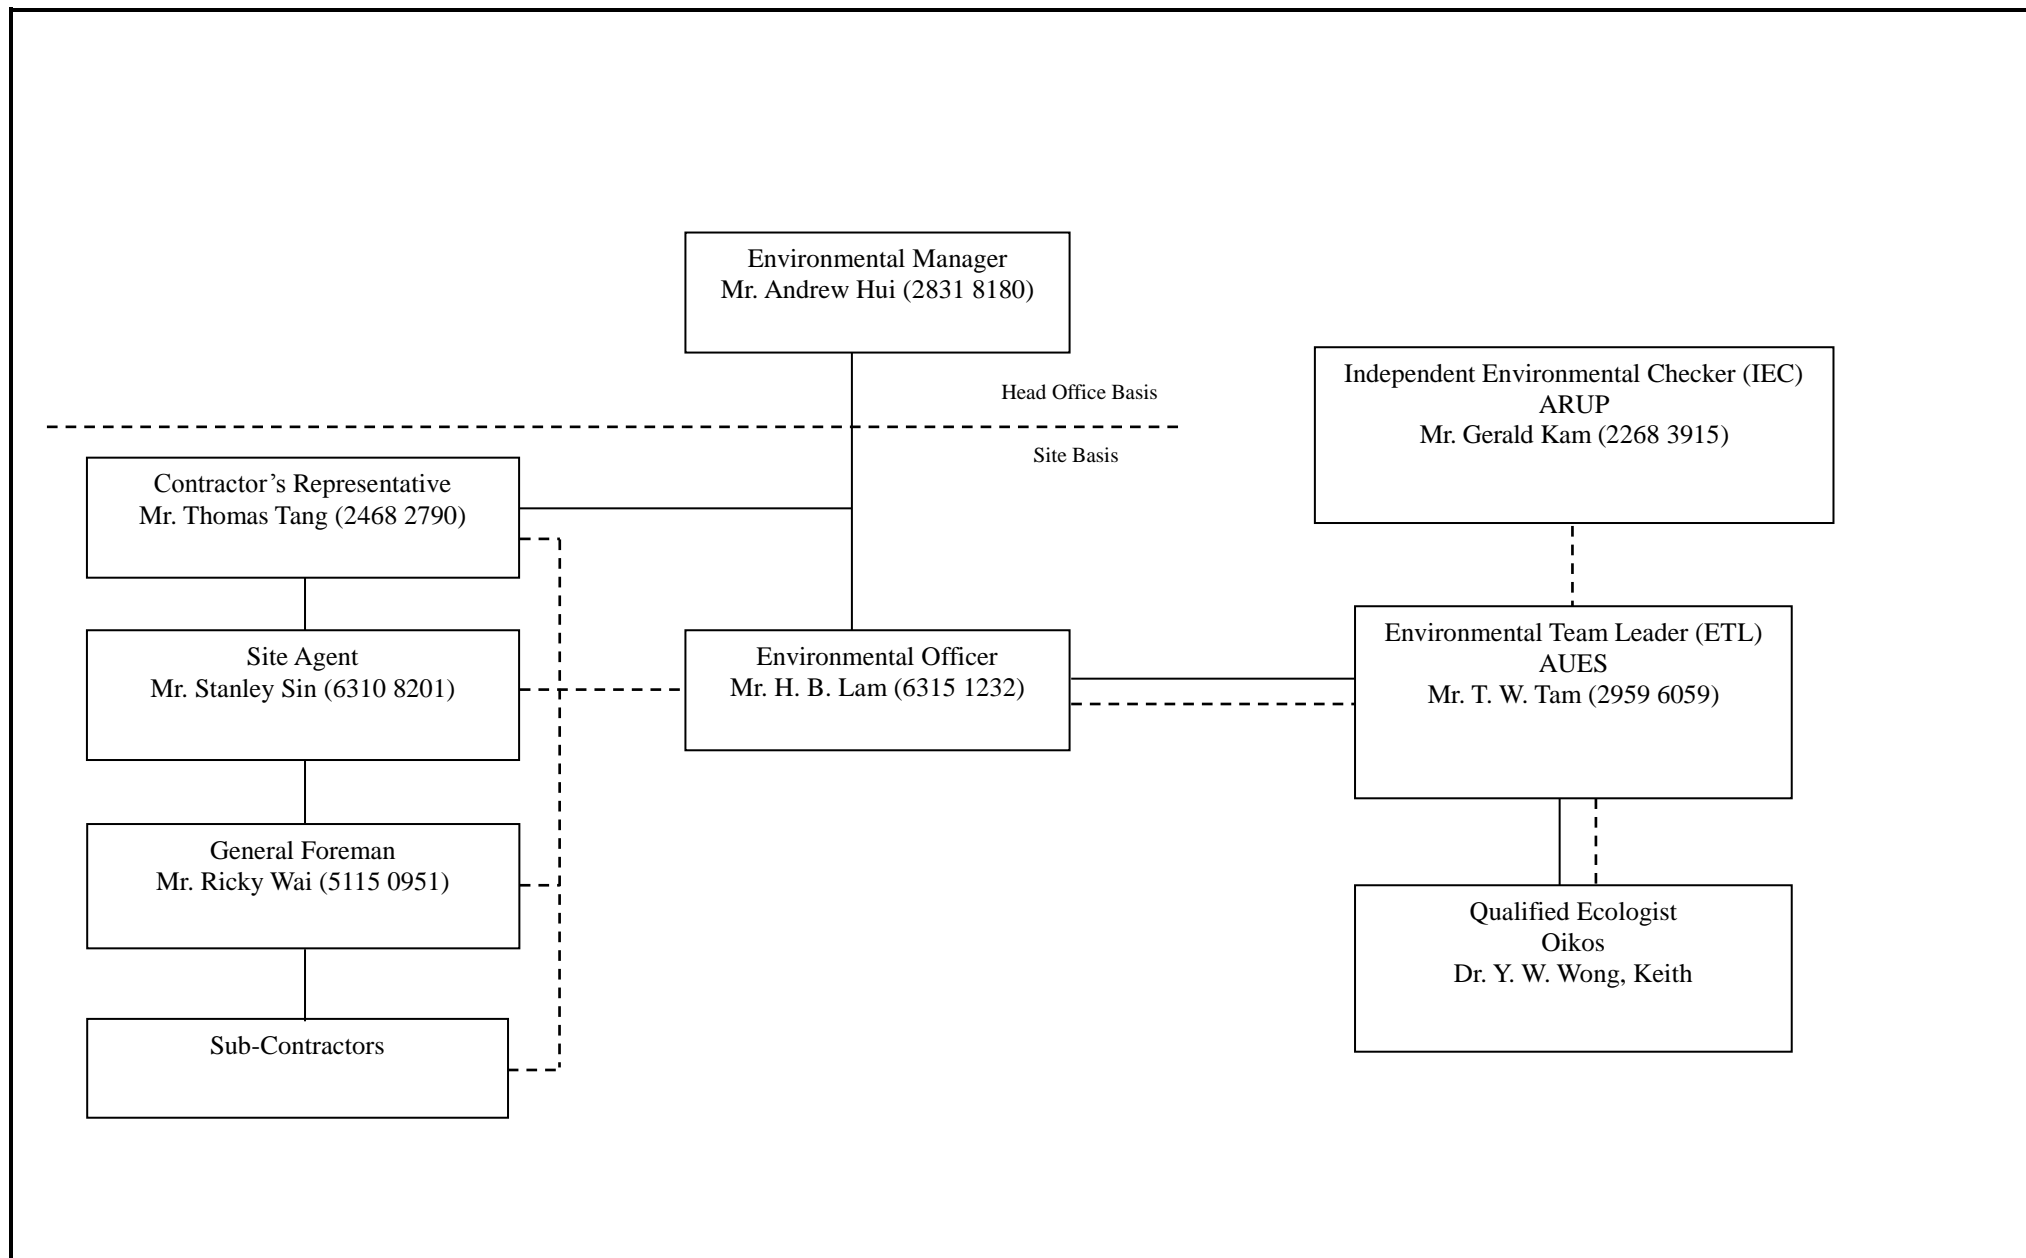 Environmental Manager
Mr. Andrew Hui (2831 8180)
Head Office Basis
Site Basis
Independent Environmental Checker (IEC)
ARUP
Mr. Gerald Kam (2268 3915)
Contractor’s Representative
Mr. Thomas Tang (2468 2790)
Site Agent
Mr. Stanley Sin (6310 8201)
Environmental Officer
Mr. H. B. Lam (6315 1232)
Environmental Team Leader (ETL)
AUES
Mr. T. W. Tam (2959 6059)
General Foreman
Mr. Ricky Wai (5115 0951)
Qualified Ecologist
Oikos
Dr. Y. W. Wong, Keith
Sub-Contractors